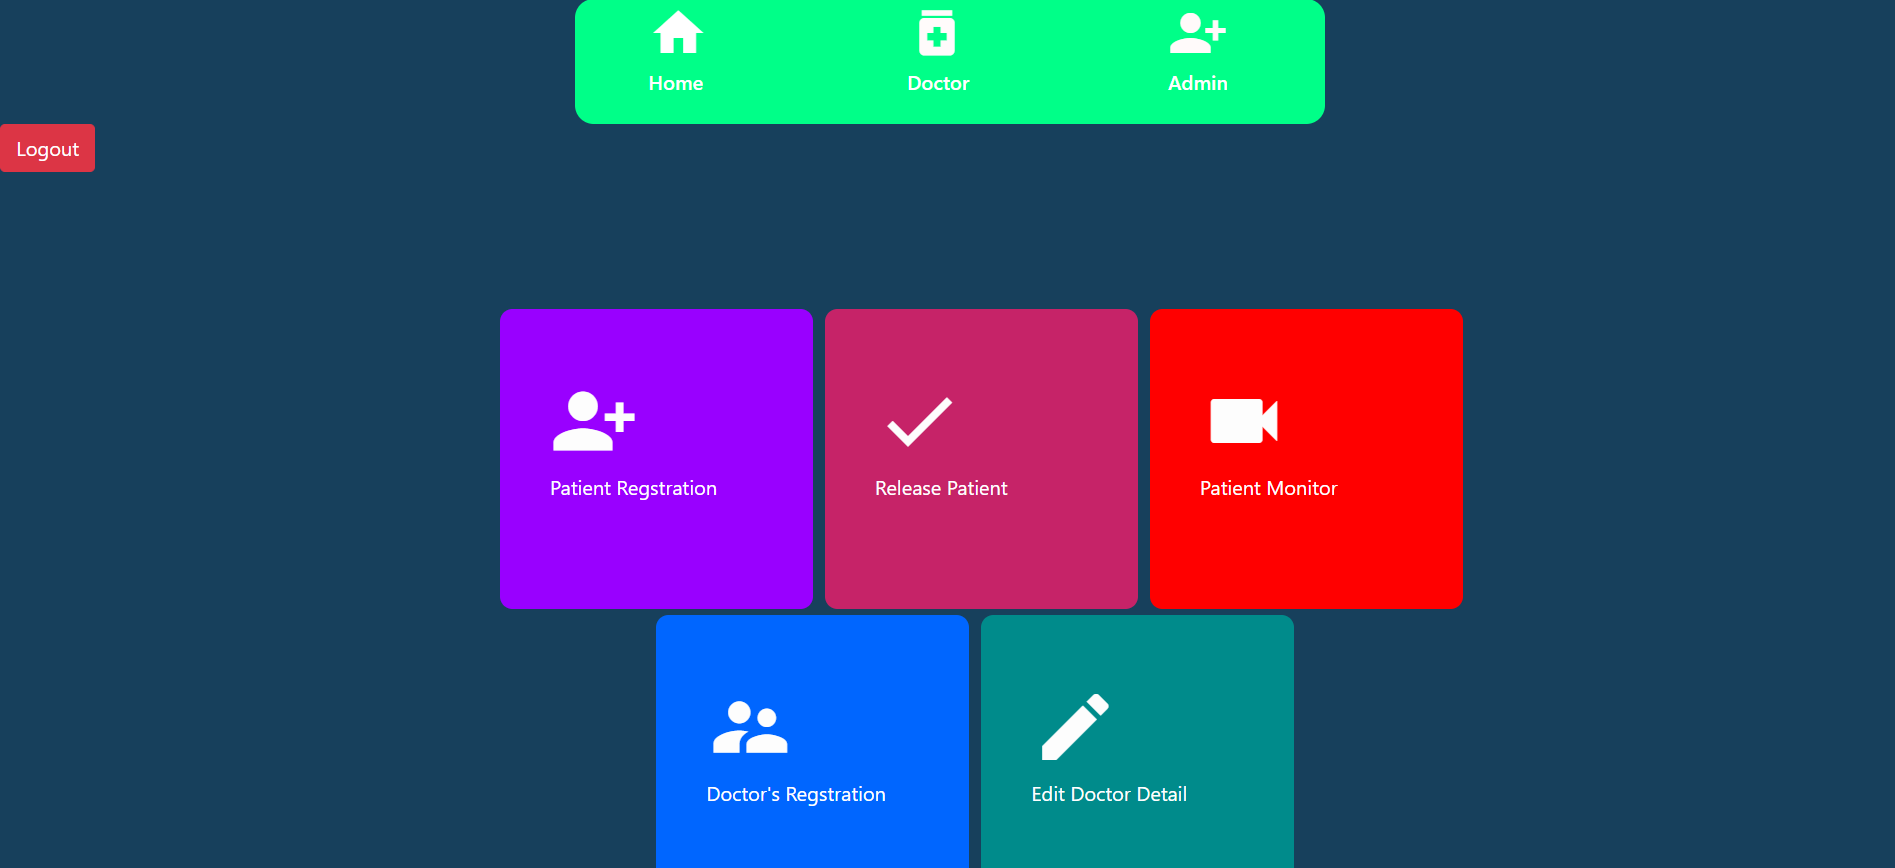 Home
Doctor
Admin
Logout
Patient Regstration
Release Patient
Patient Monitor
Doctor's Regstration
Edit Doctor Detail